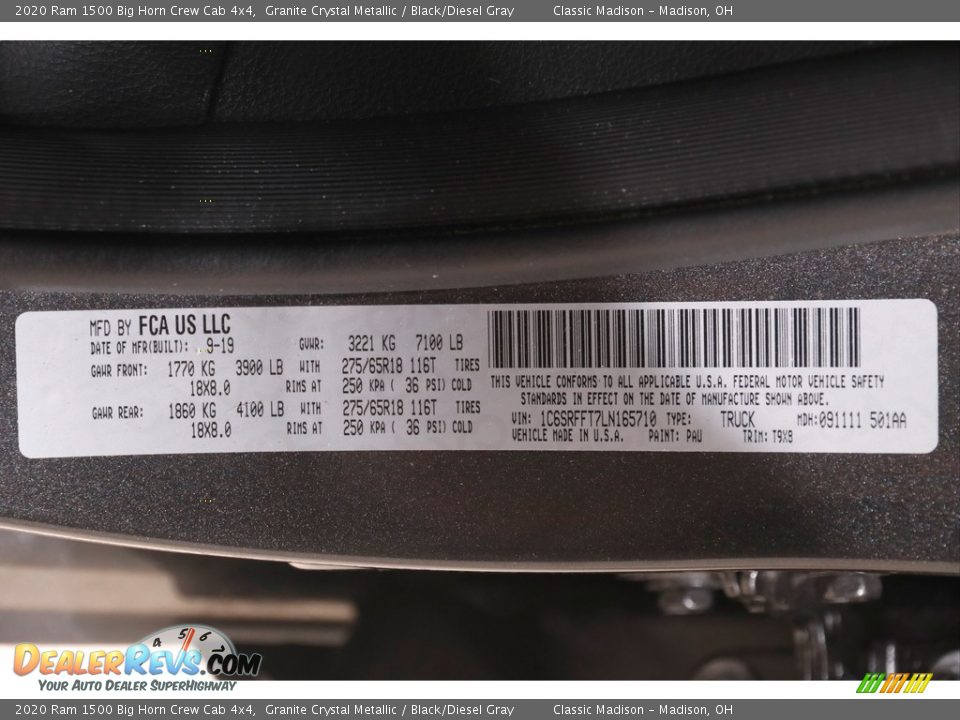 2020 Ram 1500 Big Horn Crew Cab 4x4, Granite Crystal Metallic / Black/Diesel Gray Classic Madison - Madison, OH
MFD BY FCA US LLC
DATE OF MFR(BUILT): 9-19 GVWR: 3221 KG 7100 LB
GAWR FRONT: 1770 KG 3900 LB WITH 275/65R18 116T TIRES
18X8.0 RIMS AT 250 KPA ( 36 PSI) COLD
GAWR REAR: 1860 KG 4100 LB WITH 275/65R18 116T TIRES
18X8.0 RIMS AT 250 KPA ( 36 PSI) COLD
THIS VEHICLE CONFORMS TO ALL APPLICABLE U.S.A. FEDERAL MOTOR VEHICLE SAFETY
STANDARDS IN EFFECT ON THE DATE OF MANUFACTURE SHOWN ABOVE.
VIN: 1C6SRFFT7LN165710 TYPE: TRUCK MDH:091111 501AA
VEHICLE MADE IN U.S.A. PAINT: PAU TRIM: T9X8
4 5 6
DEALERREVS.COM
YOUR AUTO DEALER SUPERHIGHWAY
2020 Ram 1500 Big Horn Crew Cab 4x4, Granite Crystal Metallic / Black/Diesel Gray Classic Madison - Madison, OH